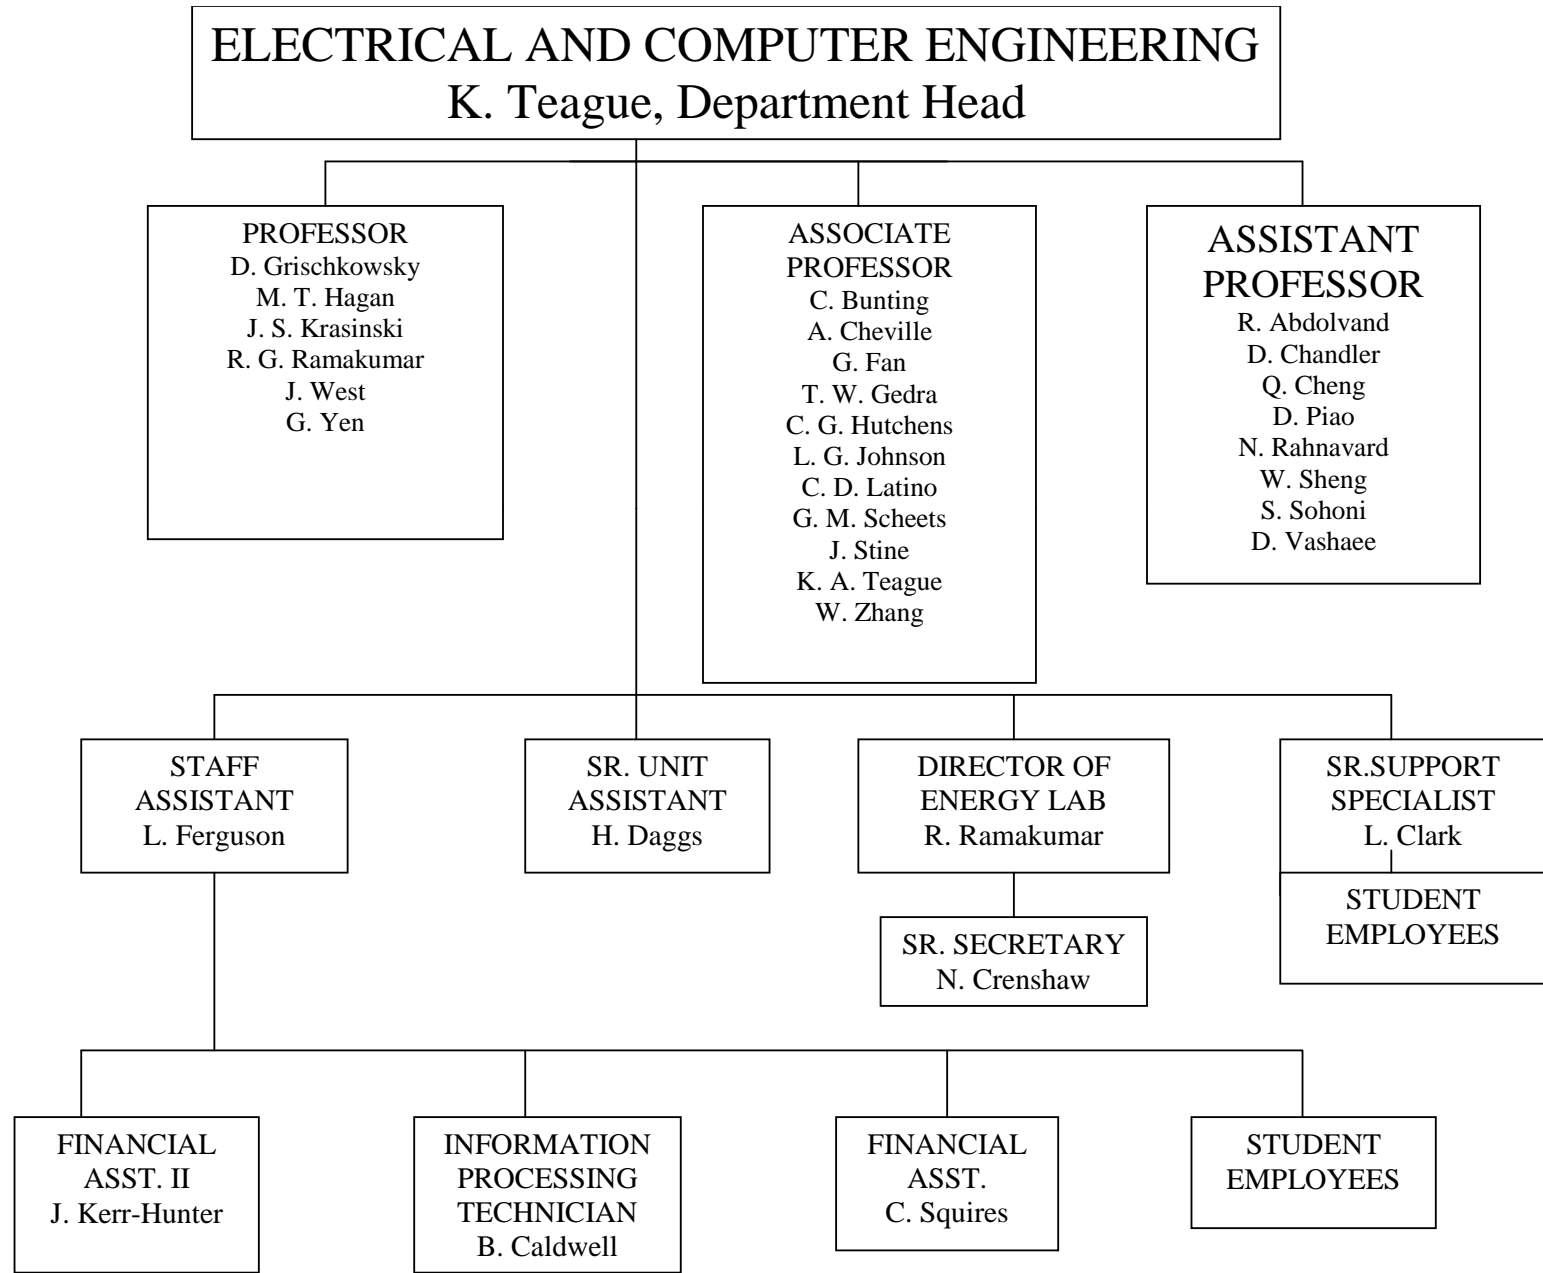 ELECTRICAL AND COMPUTER ENGINEERING
K. Teague, Department Head
PROFESSOR
D. Grischkowsky
M. T. Hagan
J. S. Krasinski
R. G. Ramakumar
J. West
G. Yen
ASSOCIATE
PROFESSOR
C. Bunting
A. Cheville
G. Fan
T. W. Gedra
C. G. Hutchens
L. G. Johnson
C. D. Latino
G. M. Scheets
J. Stine
K. A. Teague
W. Zhang
ASSISTANT
PROFESSOR
R. Abdolvand
D. Chandler
Q. Cheng
D. Piao
N. Rahnavard
W. Sheng
S. Sohoni
D. Vashaee
STAFF
ASSISTANT
L. Ferguson
SR. UNIT
ASSISTANT
H. Daggs
DIRECTOR OF
ENERGY LAB
R. Ramakumar
SR.SUPPORT
SPECIALIST
L. Clark
SR. SECRETARY
N. Crenshaw
STUDENT
EMPLOYEES
FINANCIAL
ASST. II
J. Kerr-Hunter
INFORMATION
PROCESSING
TECHNICIAN
B. Caldwell
FINANCIAL
ASST.
C. Squires
STUDENT
EMPLOYEES